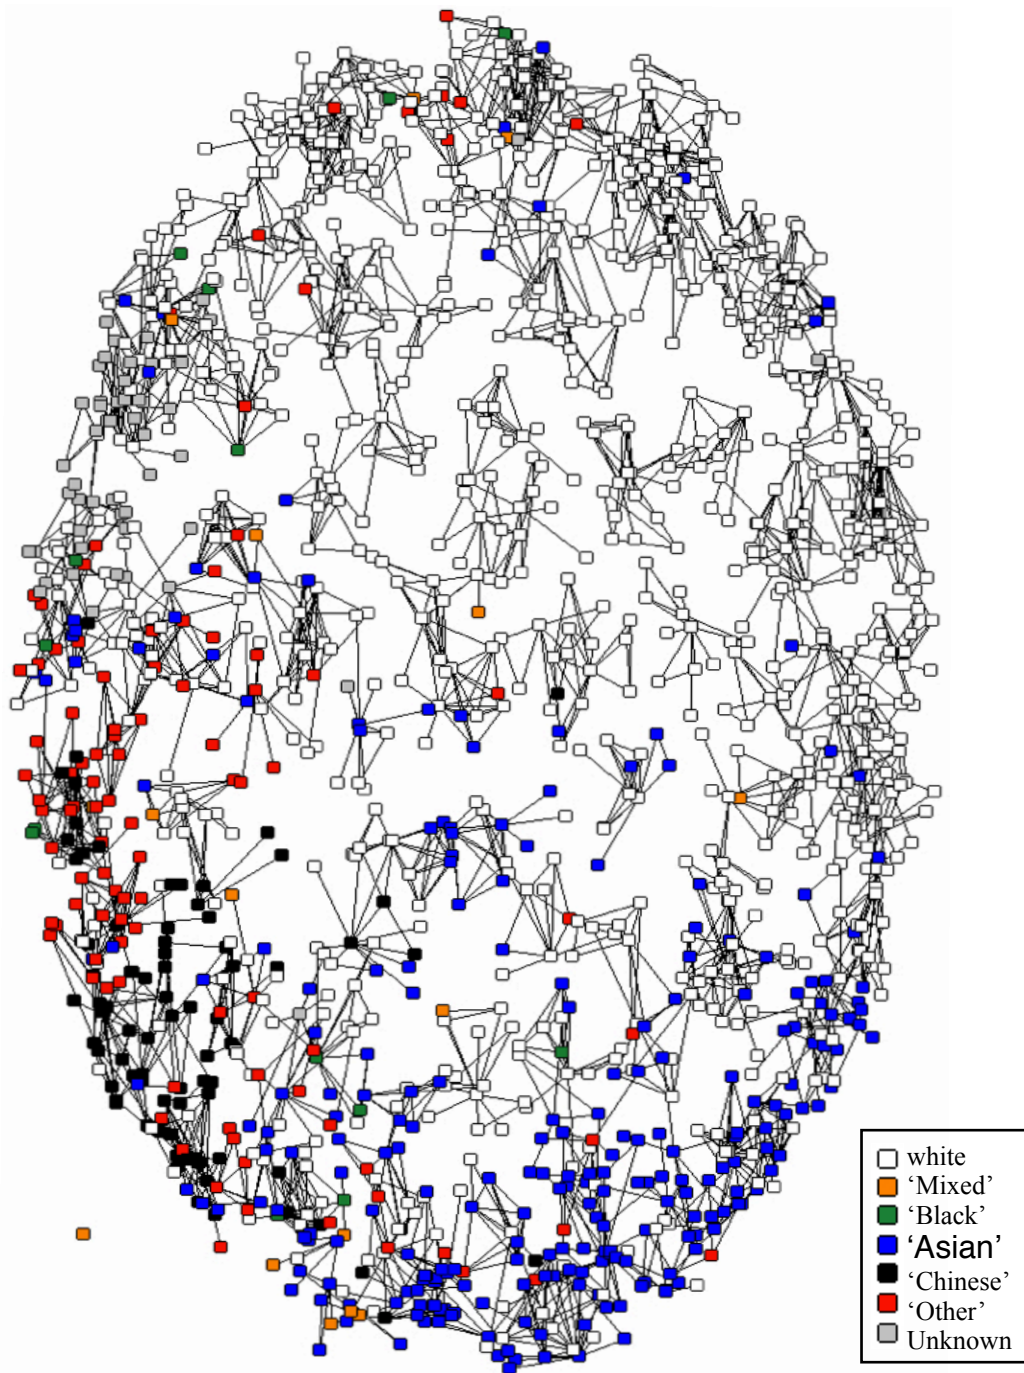 white
‘Mixed’
‘Black’
‘Asian’
‘Chinese’
‘Other’
Unknown